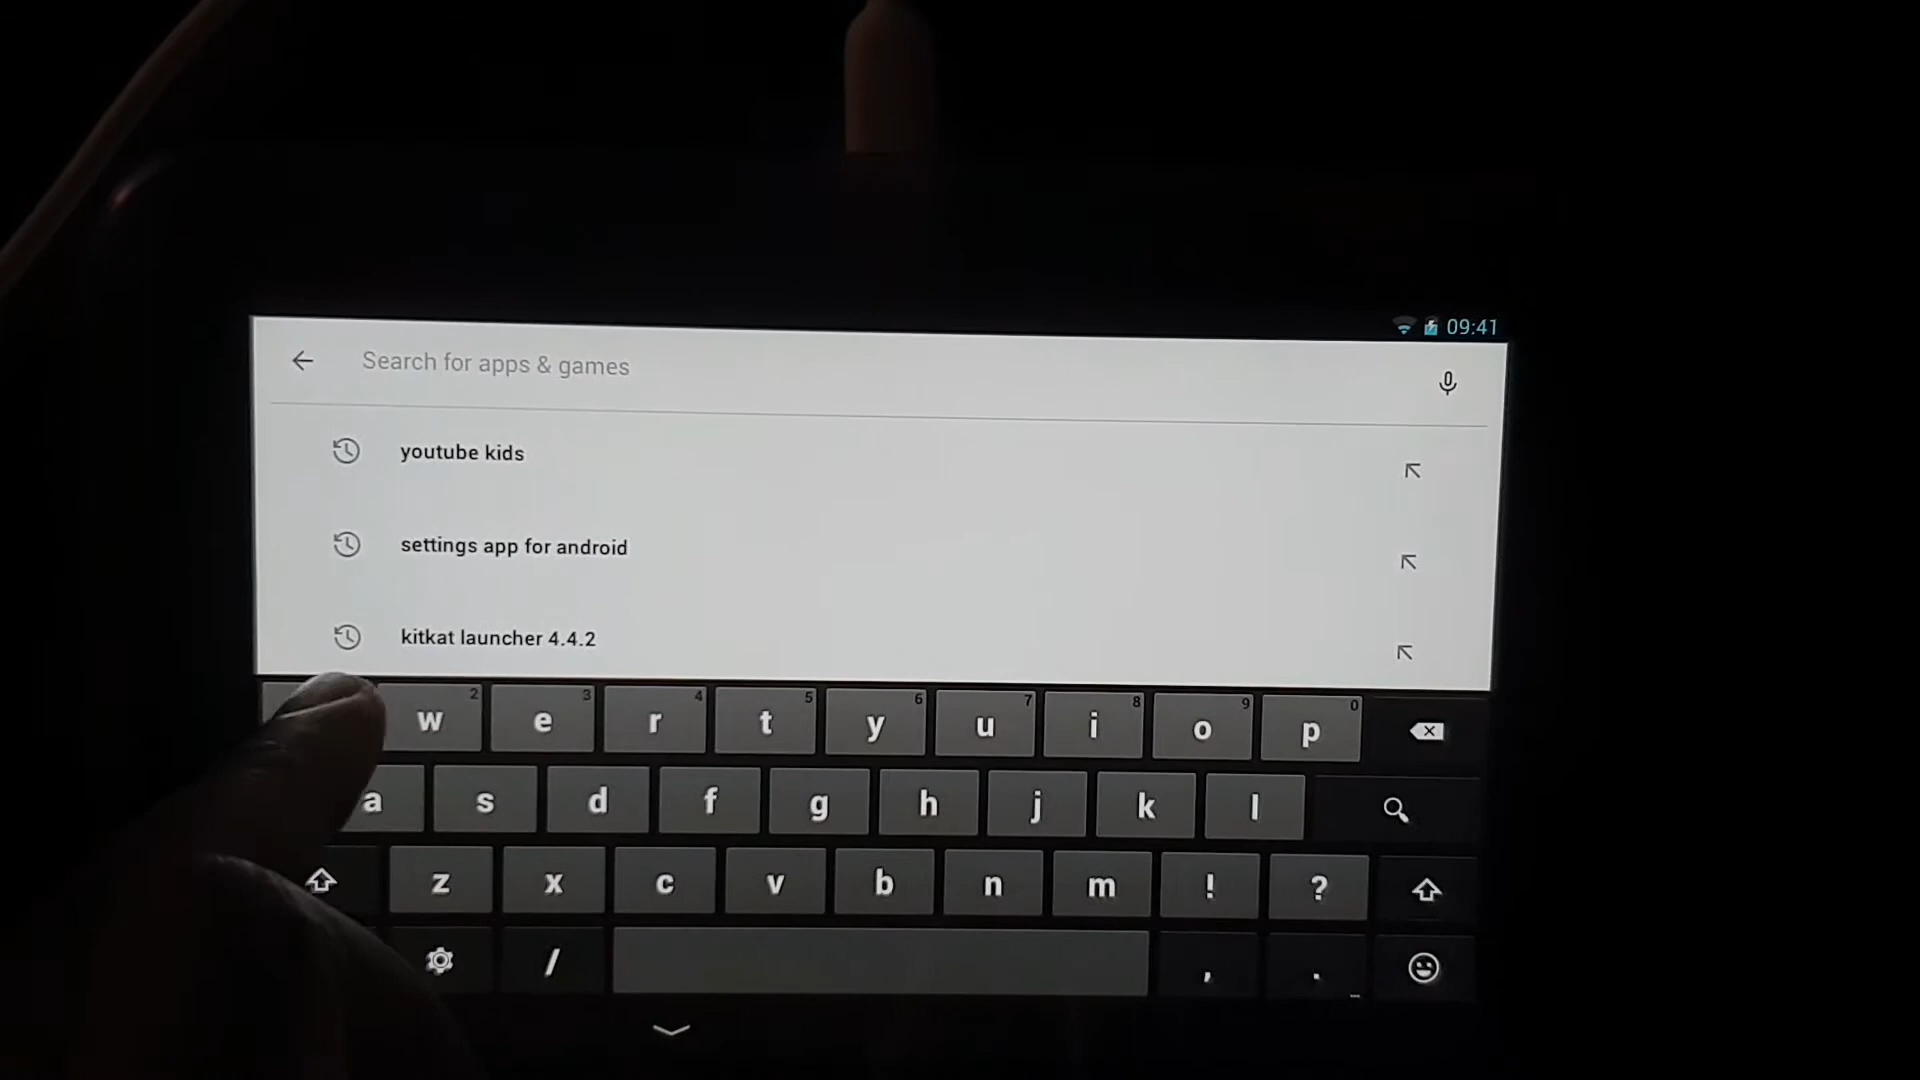 09:41
Search for apps & games
youtube kids
settings app for android
kitkat launcher 4.4.2
w 2 e 3 r 4 t 5 y 6 u 7 i 8 o 9 p 0
a s d f g h j k l
z x c v b n m ! ?
/ , .